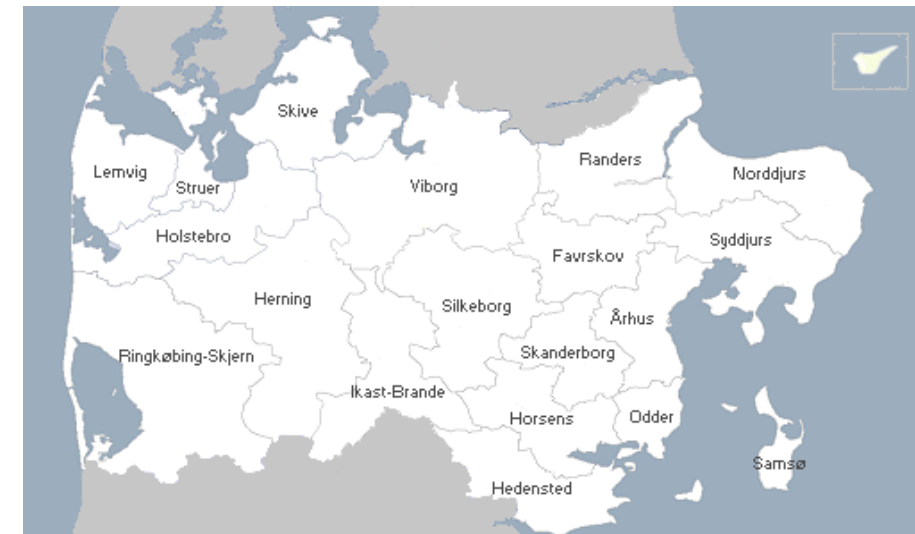 Skive
Randers
Lemvig
Norddjurs
Struer
Viborg
Holstebro
Syddjurs
Favrskov
Herning
Silkeborg
Århus
Ringkøbing-Skjern
Skanderborg
Ikast-Brande
Horsens
Odder
Samsø
Hedensted